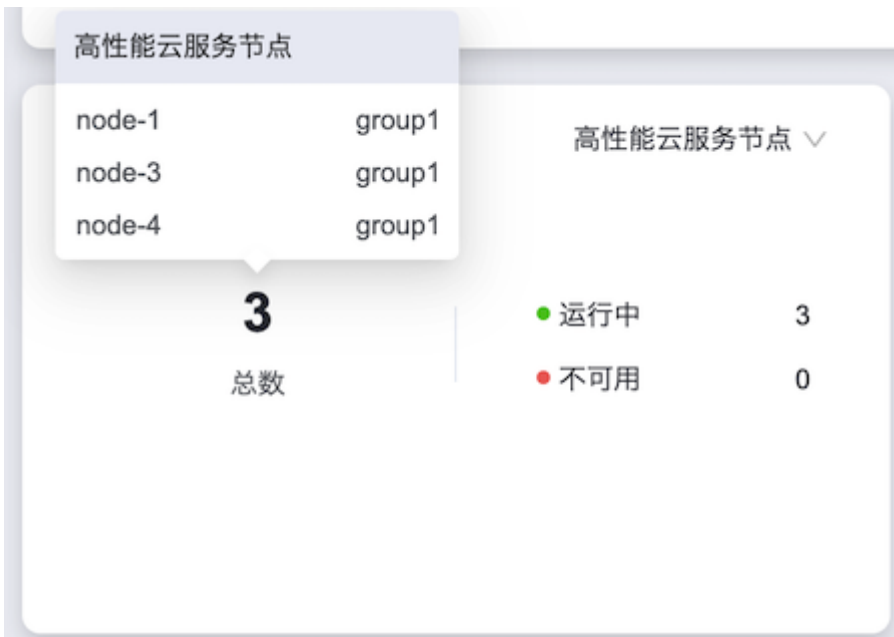 高性能云服务节点
node-1 group1
node-3 group1
node-4 group1
高性能云服务节点
3
总数
运行中 3
不可用 0